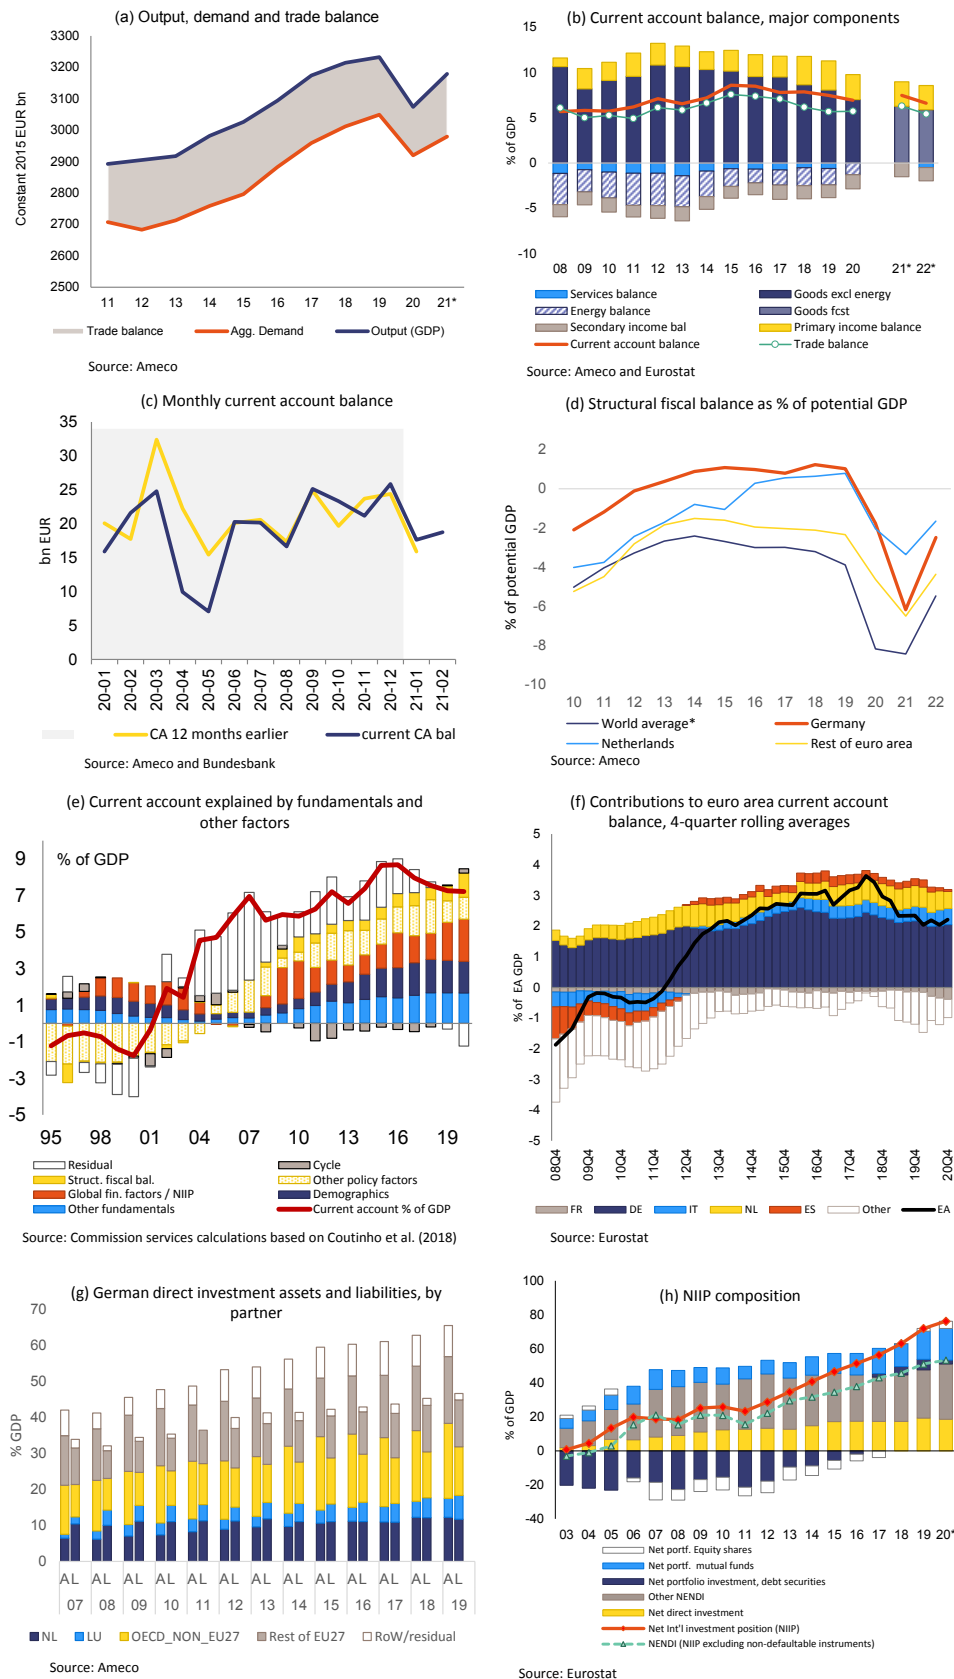 (a) Output, demand and trade balance
Constant 2015 EUR bn
3300
3200
3100
3000
2900
2800
2700
2600
2500
11 12 13 14 15 16 17 18 19 20 21*
Trade balance Agg. Demand Output (GDP)
Source: Ameco
(b) Current account balance, major components
% of GDP
15
10
5
0
-5
-10
08 09 10 11 12 13 14 15 16 17 18 19 20 21* 22*
Services balance Goods excl energy
Energy balance Goods fcst
Secondary income bal Primary income balance
Current account balance Trade balance
Source: Ameco and Eurostat
(c) Monthly current account balance
bn EUR
35
30
25
20
15
10
5
0
20-01 20-02 20-03 20-04 20-05 20-06 20-07 20-08 20-09 20-10 20-11 20-12 21-01 21-02
CA 12 months earlier current CA bal
Source: Ameco and Bundesbank
(d) Structural fiscal balance as % of potential GDP
% of potential GDP
2
0
-2
-4
-6
-8
-10
10 11 12 13 14 15 16 17 18 19 20 21 22
World average* Germany
Netherlands Rest of euro area
Source: Ameco
(e) Current account explained by fundamentals and
other factors
% of GDP
9
7
5
3
1
-1
-3
-5
95 98 01 04 07 10 13 16 19
Residual Cycle
Struct. fiscal bal. Other policy factors
Global fin. factors / NIIP Demographics
Other fundamentals Current account % of GDP
Source: Commission services calculations based on Coutinho et al. (2018)
(f) Contributions to euro area current account
balance, 4-quarter rolling averages
% of EA GDP
5
4
3
2
1
0
-1
-2
-3
-4
-5
08Q4 09Q4 10Q4 11Q4 12Q4 13Q4 14Q4 15Q4 16Q4 17Q4 18Q4 19Q4 20Q4
FR DE IT NL ES Other EA
Source: Eurostat
(g) German direct investment assets and liabilities, by
partner
% GDP
70
60
50
40
30
20
10
0
A L A L A L A L A L A L A L A L A L A L A L A L A L
07 08 09 10 11 12 13 14 15 16 17 18 19
NL LU OECD_NON_EU27 Rest of EU27 RoW/residual
Source: Ameco
(h) NIIP composition
% of GDP
100
80
60
40
20
0
-20
-40
03 04 05 06 07 08 09 10 11 12 13 14 15 16 17 18 19 20*
Net portf. Equity shares
Net portf. mutual funds
Net portfolio investment, debt securities
Other NENDI
Net direct investment
Net Int'l investment position (NIIP)
NENDI (NIIP excluding non-defaultable instruments)
Source: Eurostat